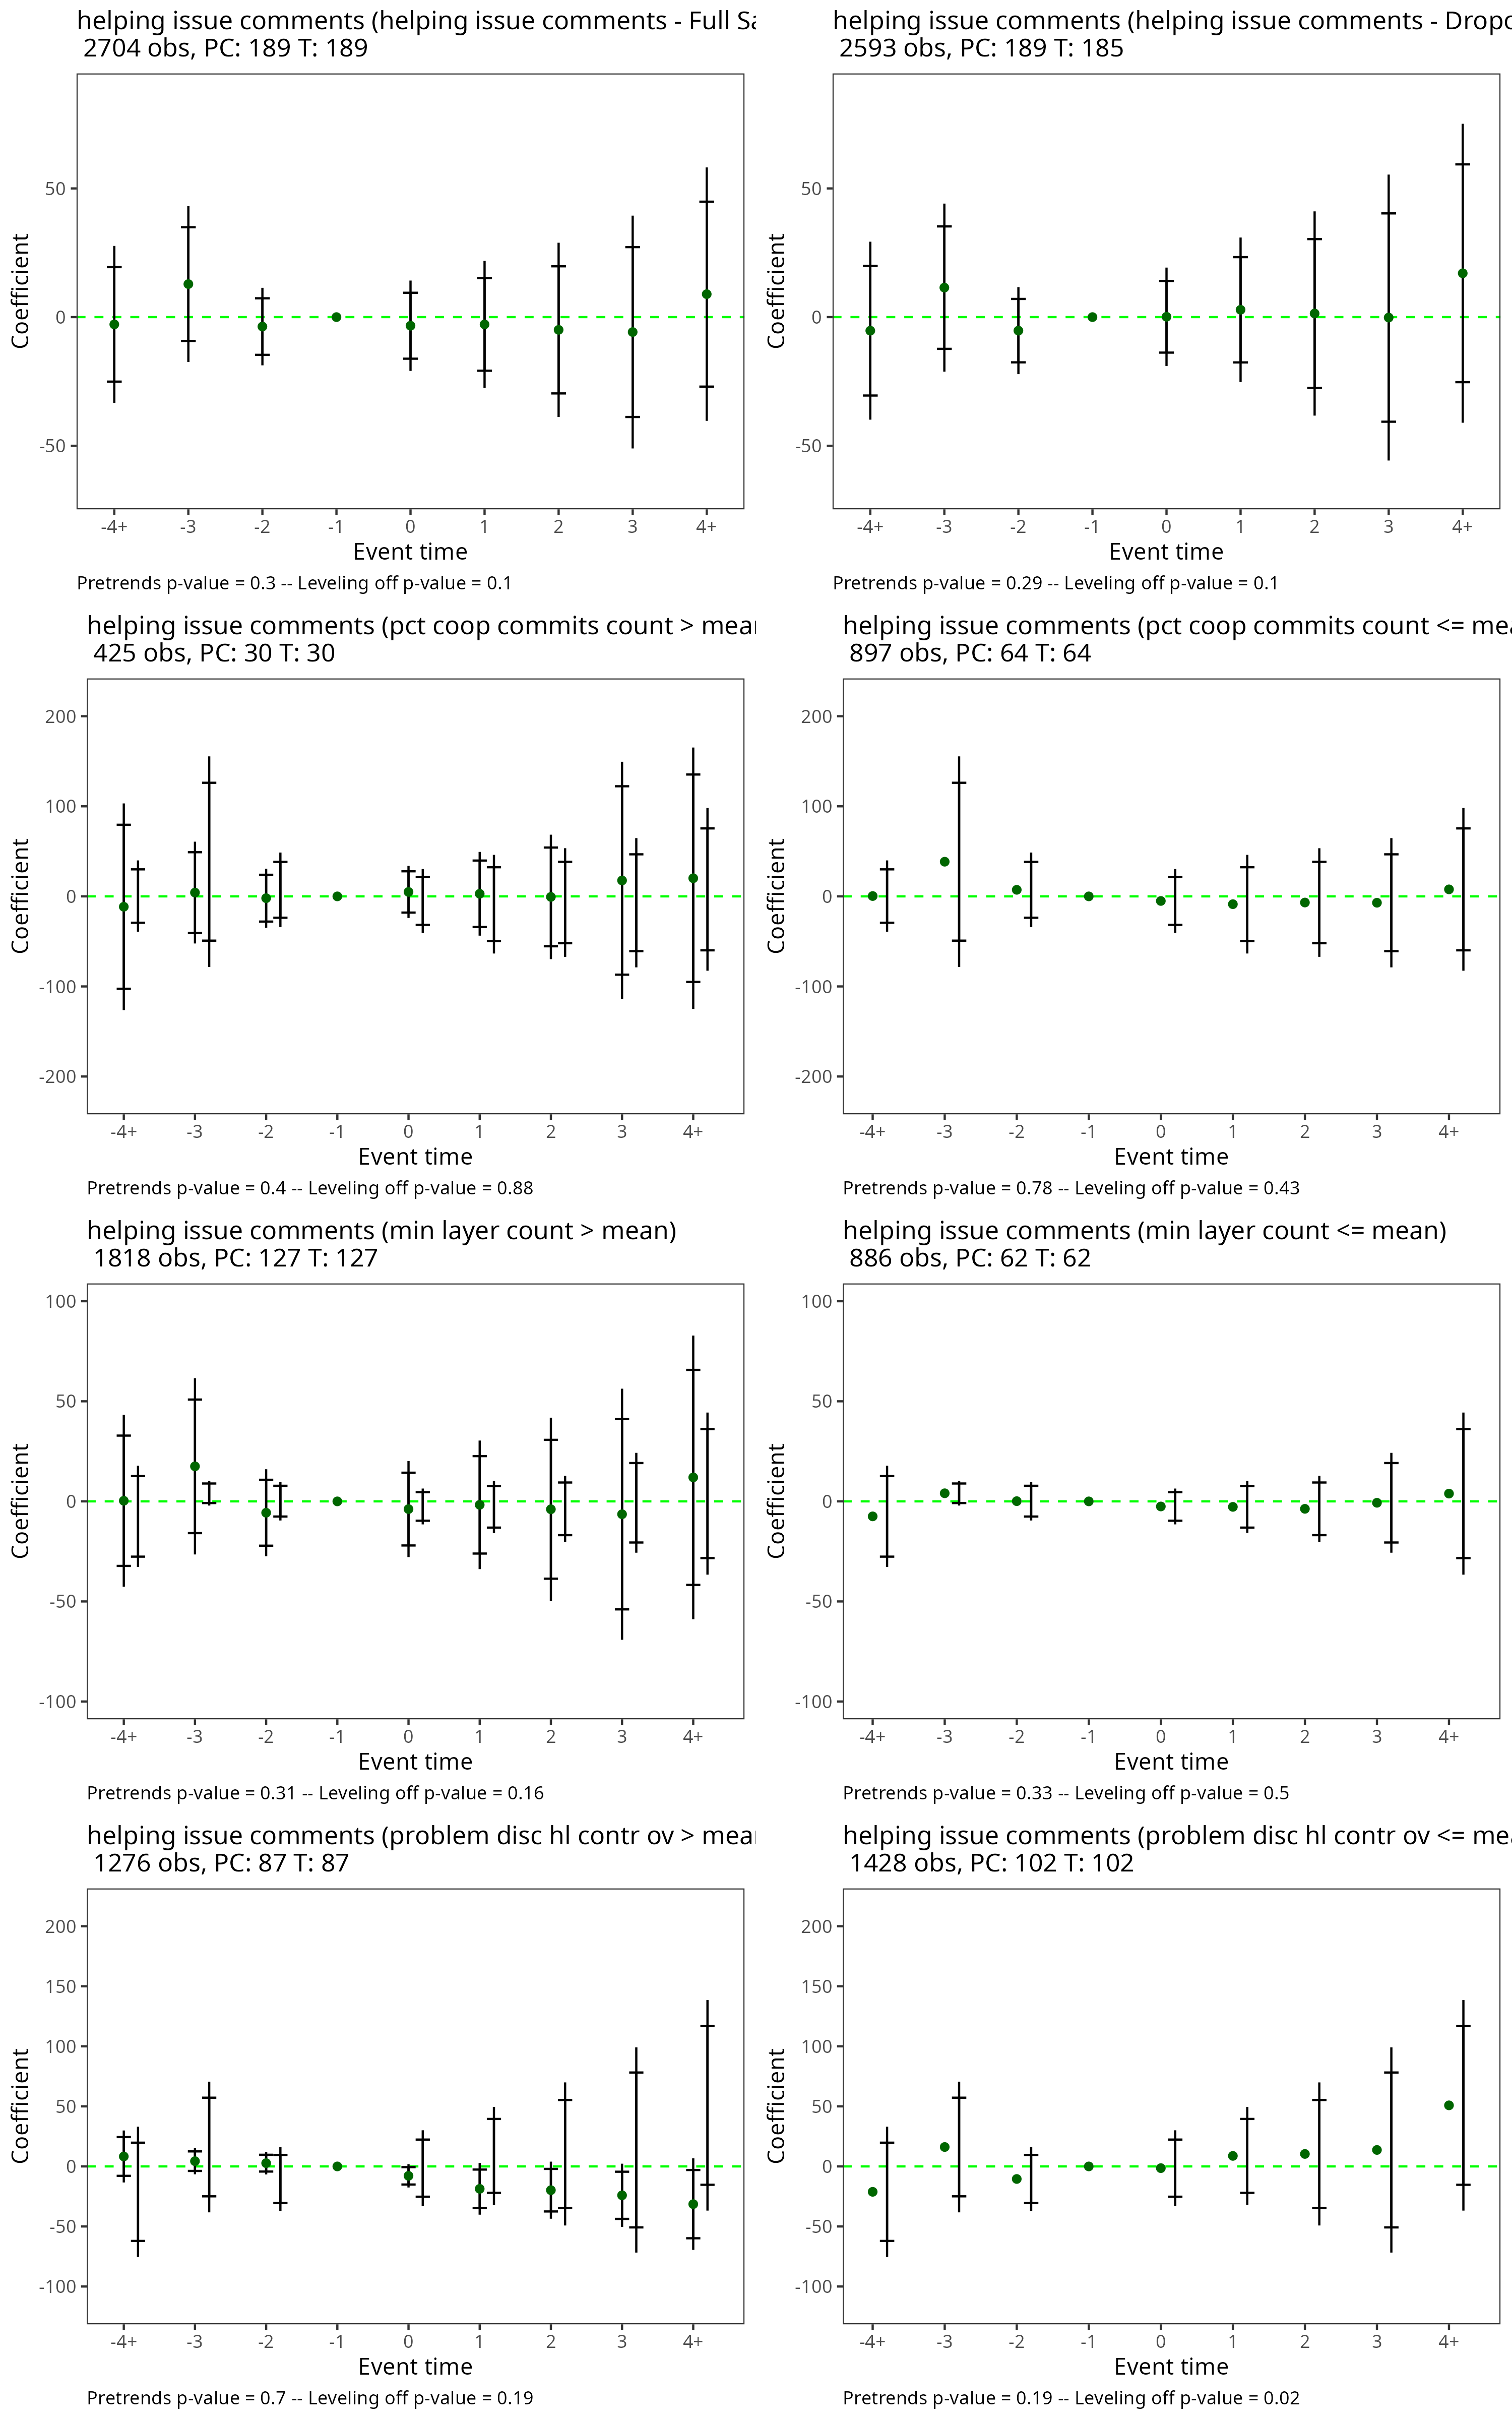 helping issue comments (helping issue comments - Full Sa
2704 obs, PC: 189 T: 189
Coefficient
50
0
-50
-4+ -3 -2 -1 0 1 2 3 4+
Event time
Pretrends p-value = 0.3 -- Leveling off p-value = 0.1
helping issue comments (helping issue comments - Dropo
2593 obs, PC: 189 T: 185
Coefficient
50
0
-50
-4+ -3 -2 -1 0 1 2 3 4+
Event time
Pretrends p-value = 0.29 -- Leveling off p-value = 0.1
helping issue comments (pct coop commits count > mea
425 obs, PC: 30 T: 30
Coefficient
200
100
0
-100
-200
-4+ -3 -2 -1 0 1 2 3 4+
Event time
Pretrends p-value = 0.4 -- Leveling off p-value = 0.88
helping issue comments (pct coop commits count <= me
897 obs, PC: 64 T: 64
Coefficient
200
100
0
-100
-200
-4+ -3 -2 -1 0 1 2 3 4+
Event time
Pretrends p-value = 0.78 -- Leveling off p-value = 0.43
helping issue comments (min layer count > mean)
1818 obs, PC: 127 T: 127
Coefficient
100
50
0
-50
-100
-4+ -3 -2 -1 0 1 2 3 4+
Event time
Pretrends p-value = 0.31 -- Leveling off p-value = 0.16
helping issue comments (min layer count <= mean)
886 obs, PC: 62 T: 62
Coefficient
100
50
0
-50
-100
-4+ -3 -2 -1 0 1 2 3 4+
Event time
Pretrends p-value = 0.33 -- Leveling off p-value = 0.5
helping issue comments (problem disc hl contr ov > mea
1276 obs, PC: 87 T: 87
Coefficient
200
150
100
50
0
-50
-100
-4+ -3 -2 -1 0 1 2 3 4+
Event time
Pretrends p-value = 0.7 -- Leveling off p-value = 0.19
helping issue comments (problem disc hl contr ov <= me
1428 obs, PC: 102 T: 102
Coefficient
200
150
100
50
0
-50
-100
-4+ -3 -2 -1 0 1 2 3 4+
Event time
Pretrends p-value = 0.19 -- Leveling off p-value = 0.02